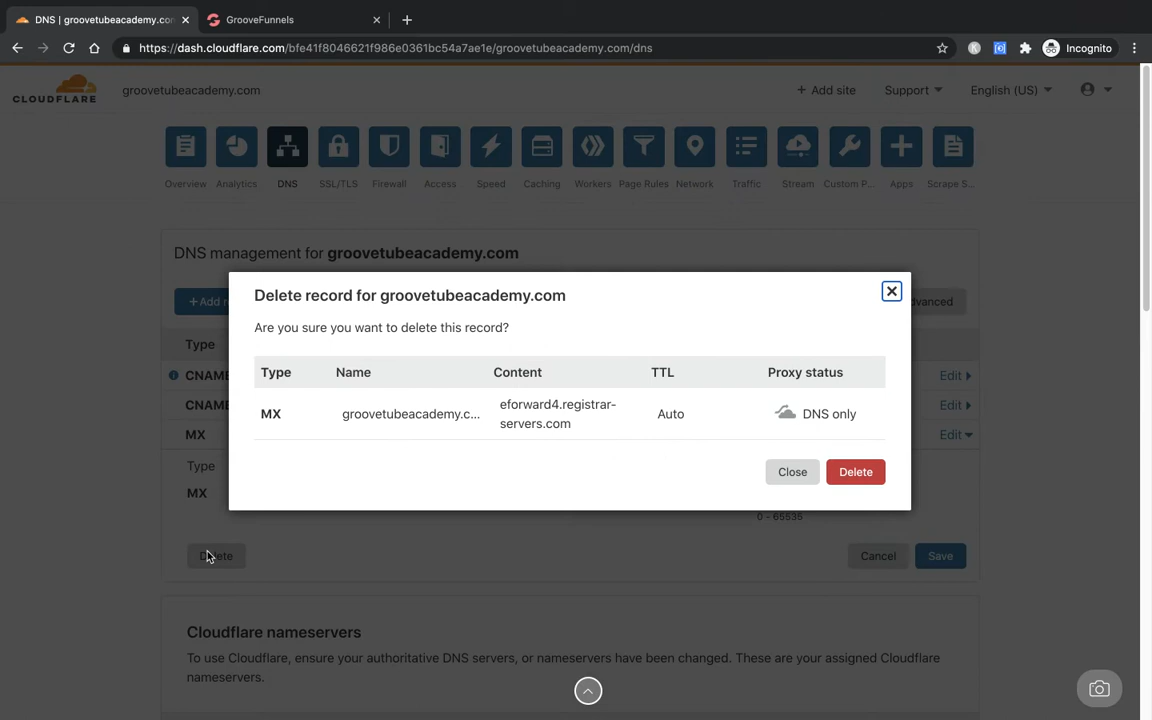 DNS | groovetubeacademy.con
GrooveFunnels
https://dash.cloudflare.com/bfe41f8046621f986e0361bc54a7ae1e/groovetubeacademy.com/dns
Incognito
CLOUDFLARE
groovetubeacademy.com
+ Add site
Support
English (US)
Overview
Analytics
DNS
SSL/TLS
Firewall
Access
Speed
Caching
Workers
Page Rules
Network
Traffic
Stream
Custom P...
Apps
Scrape S...
DNS management for groovetubeacademy.com
+Add r
dvanced
Type
CNAME
Edit
CNAME
Edit
MX
Edit
Type
MX
0 - 65535
Delete
Cancel
Save
Delete record for groovetubeacademy.com
Are you sure you want to delete this record?
Type Name Content TTL Proxy status
MX groovetubeacademy.c... eforward4.registrar-
servers.com Auto DNS only
Close
Delete
Cloudflare nameservers
To use Cloudflare, ensure your authoritative DNS servers, or nameservers have been changed. These are your assigned Cloudflare
nameservers.